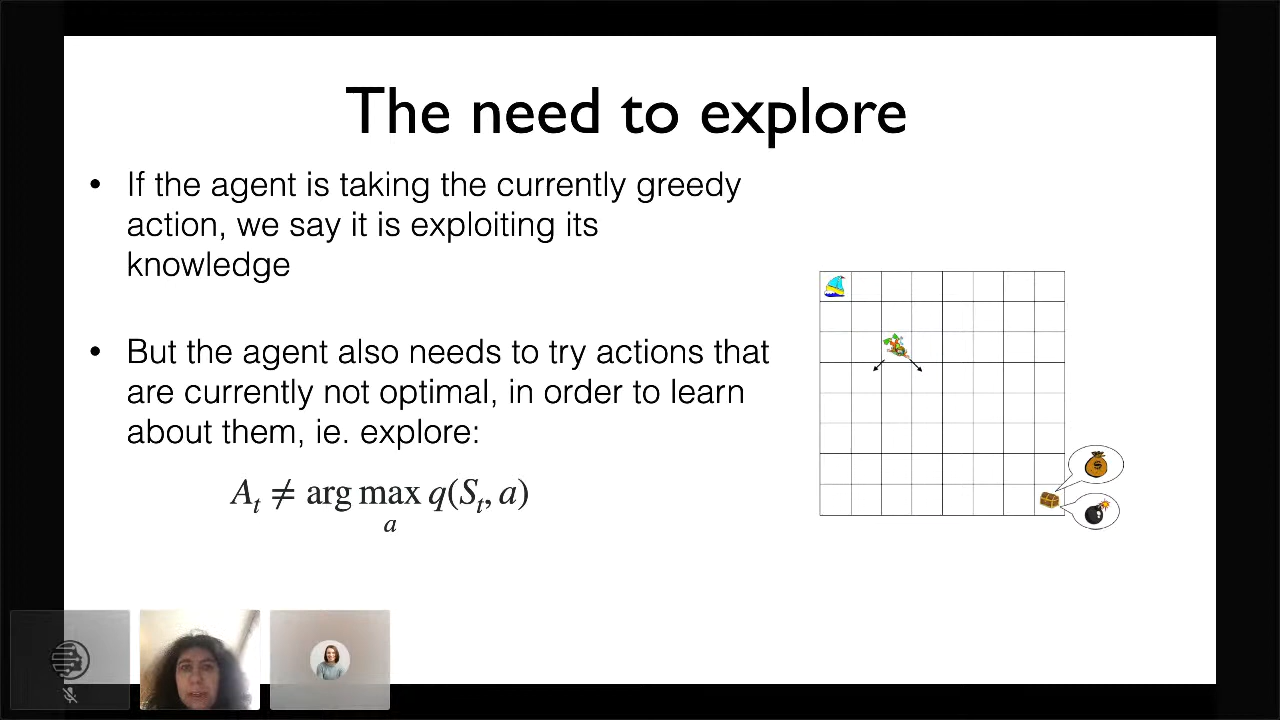 The need to explore
• If the agent is taking the currently greedy
action, we say it is exploiting its
knowledge
• But the agent also needs to try actions that
are currently not optimal, in order to learn
about them, ie. explore:
A_t ≠ arg max_a q(S_t, a)